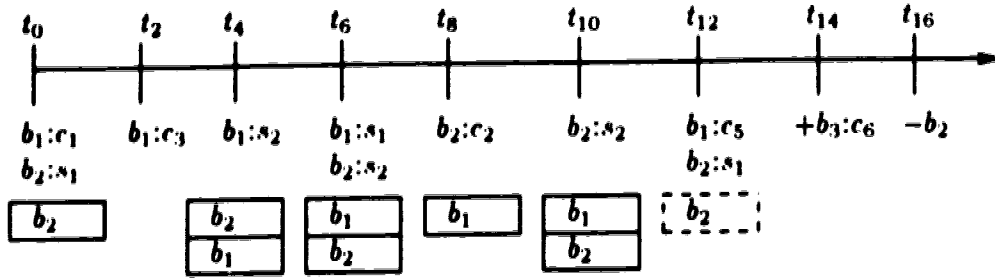 t₀ t₂ t₄ t₆ t₈ t₁₀ t₁₂ t₁₄ t₁₆
b₁:c₁ b₁:c₃ b₁:s₂ b₁:s₁ b₂:c₂ b₂:s₂ b₁:c₅ +b₃:c₆ −b₂
b₂:s₁ b₂:s₂ b₂:s₁
b₂ b₂ b₁ b₁ b₁ b₂
b₁ b₂ b₂